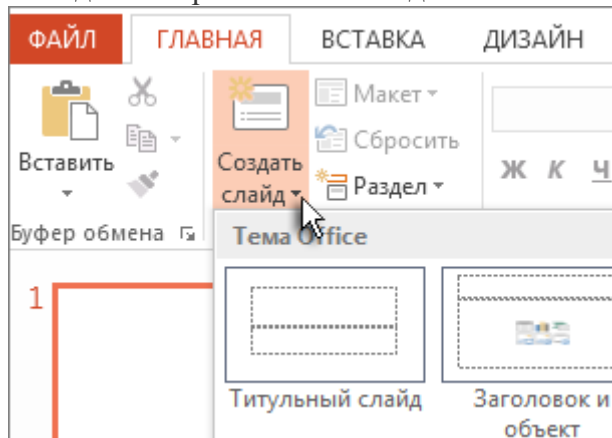 ФАЙЛ ГЛАВНАЯ ВСТАВКА ДИЗАЙН
Вставить
Создать слайд
Макет
Сбросить
Раздел
Ж К Ч
Буфер обмена
Тема Office
1
Титульный слайд
Заголовок и объект